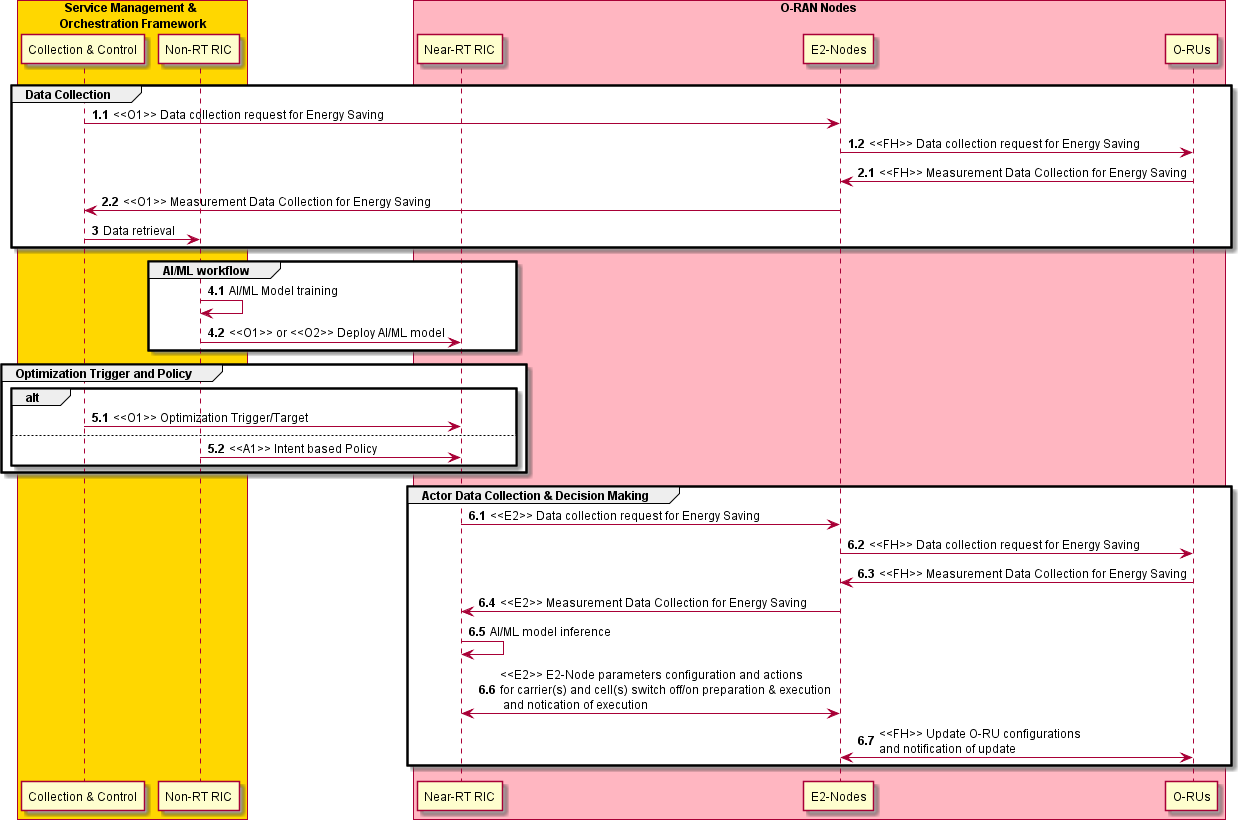 Service Management &
Orchestration Framework
O-RAN Nodes
Collection & Control
Non-RT RIC
Near-RT RIC
E2-Nodes
O-RUs
Data Collection
1.1 <<O1>> Data collection request for Energy Saving
1.2 <<FH>> Data collection request for Energy Saving
2.1 <<FH>> Measurement Data Collection for Energy Saving
2.2 <<O1>> Measurement Data Collection for Energy Saving
3 Data retrieval
AI/ML workflow
4.1 AI/ML Model training
4.2 <<O1>> or <<O2>> Deploy AI/ML model
Optimization Trigger and Policy
alt
5.1 <<O1>> Optimization Trigger/Target
5.2 <<A1>> Intent based Policy
Actor Data Collection & Decision Making
6.1 <<E2>> Data collection request for Energy Saving
6.2 <<FH>> Data collection request for Energy Saving
6.3 <<FH>> Measurement Data Collection for Energy Saving
6.4 <<E2>> Measurement Data Collection for Energy Saving
6.5 AI/ML model inference
<<E2>> E2-Node parameters configuration and actions
6.6 for carrier(s) and cell(s) switch off/on preparation & execution
and notication of execution
6.7 <<FH>> Update O-RU configurations
and notification of update
Collection & Control
Non-RT RIC
Near-RT RIC
E2-Nodes
O-RUs